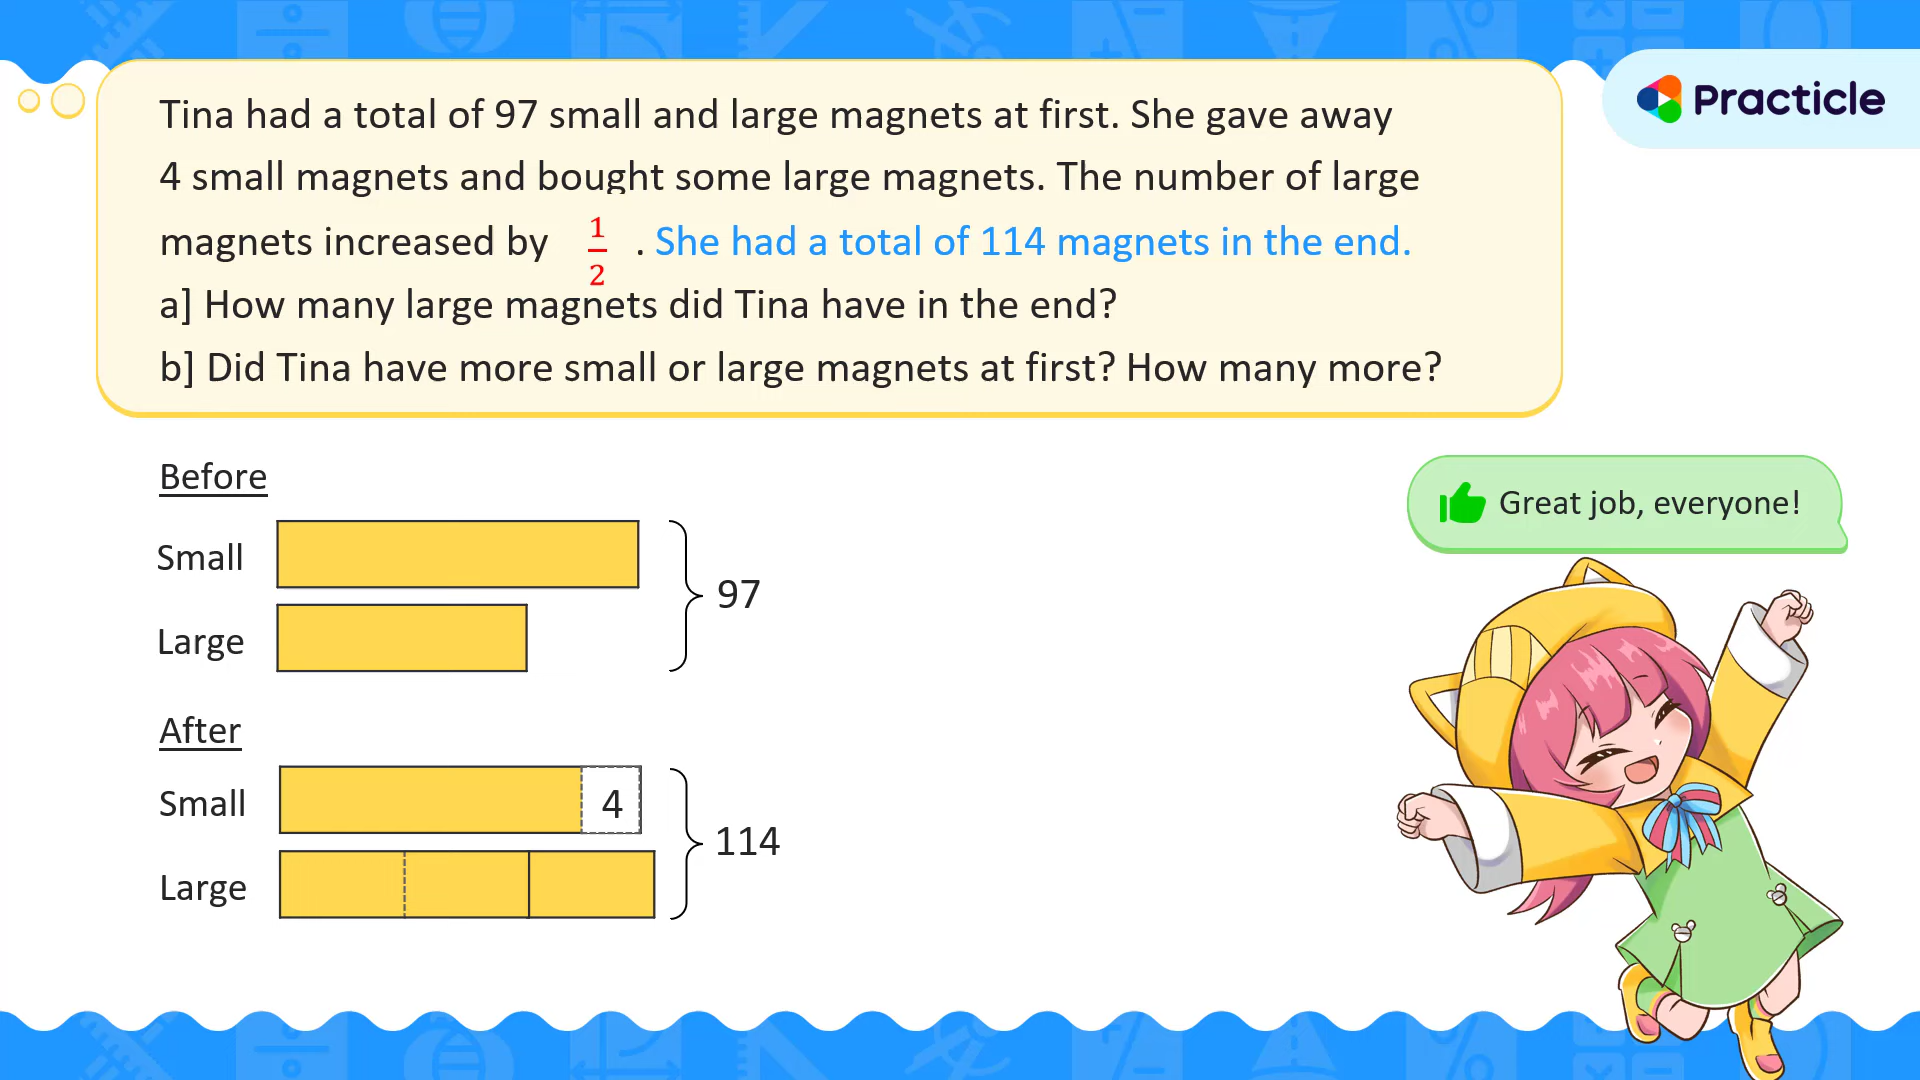 Tina had a total of 97 small and large magnets at first. She gave away
4 small magnets and bought some large magnets. The number of large
magnets increased by 1/2 . She had a total of 114 magnets in the end.
a] How many large magnets did Tina have in the end?
b] Did Tina have more small or large magnets at first? How many more?
Practicle
Before
Small
Large
97
After
Small
4
Large
114
Great job, everyone!